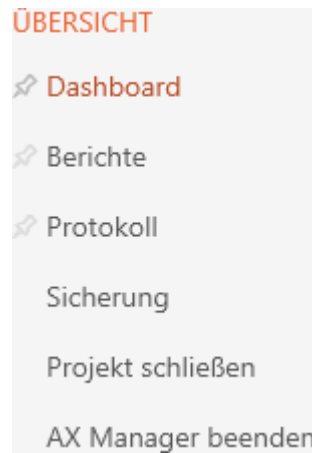 ÜBERSICHT
Dashboard
Berichte
Protokoll
Sicherung
Projekt schließen
AX Manager beenden